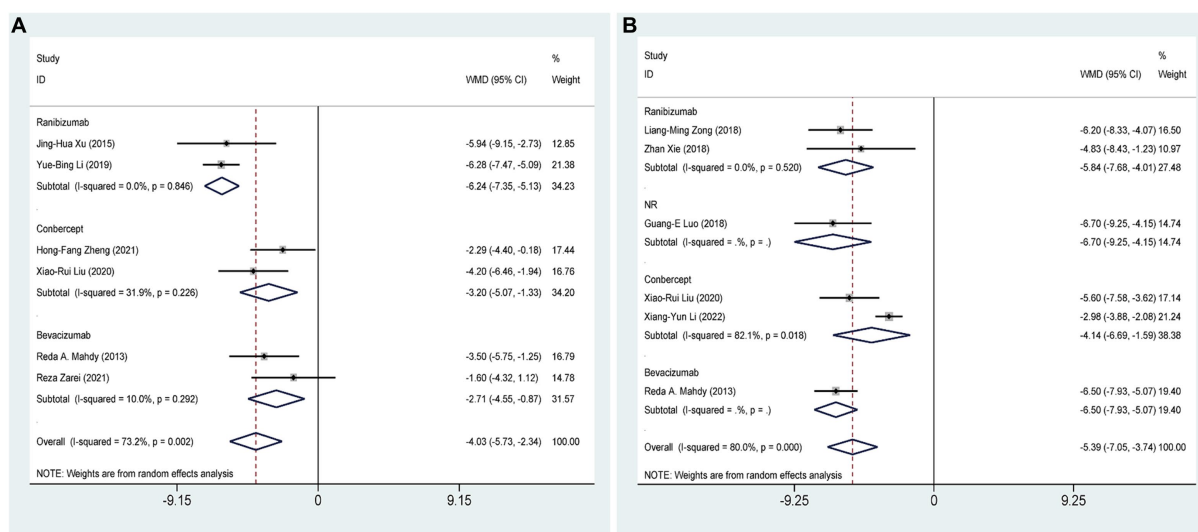 A
Study %
ID WMD (95% CI) Weight
Ranibizumab
Jing-Hua Xu (2015) -5.94 (-9.15, -2.73) 12.85
Yue-Bing Li (2019) -6.28 (-7.47, -5.09) 21.38
Subtotal (I-squared = 0.0%, p = 0.846) -6.24 (-7.35, -5.13) 34.23
.
Conbercept
Hong-Fang Zheng (2021) -2.29 (-4.40, -0.18) 17.44
Xiao-Rui Liu (2020) -4.20 (-6.46, -1.94) 16.76
Subtotal (I-squared = 31.9%, p = 0.226) -3.20 (-5.07, -1.33) 34.20
.
Bevacizumab
Reda A. Mahdy (2013) -3.50 (-5.75, -1.25) 16.79
Reza Zarei (2021) -1.60 (-4.32, 1.12) 14.78
Subtotal (I-squared = 10.0%, p = 0.292) -2.71 (-4.55, -0.87) 31.57
.
Overall (I-squared = 73.2%, p = 0.002) -4.03 (-5.73, -2.34) 100.00
NOTE: Weights are from random effects analysis
-9.15 0 9.15
B
Study %
ID WMD (95% CI) Weight
Ranibizumab
Liang-Ming Zong (2018) -6.20 (-8.33, -4.07) 16.50
Zhan Xie (2018) -4.83 (-8.43, -1.23) 10.97
Subtotal (I-squared = 0.0%, p = 0.520) -5.84 (-7.68, -4.01) 27.48
.
NR
Guang-E Luo (2018) -6.70 (-9.25, -4.15) 14.74
Subtotal (I-squared = .%, p = .) -6.70 (-9.25, -4.15) 14.74
.
Conbercept
Xiao-Rui Liu (2020) -5.60 (-7.58, -3.62) 17.14
Xiang-Yun Li (2022) -2.98 (-3.88, -2.08) 21.24
Subtotal (I-squared = 82.1%, p = 0.018) -4.14 (-6.69, -1.59) 38.38
.
Bevacizumab
Reda A. Mahdy (2013) -6.50 (-7.93, -5.07) 19.40
Subtotal (I-squared = .%, p = .) -6.50 (-7.93, -5.07) 19.40
.
Overall (I-squared = 80.0%, p = 0.000) -5.39 (-7.05, -3.74) 100.00
NOTE: Weights are from random effects analysis
-9.25 0 9.25